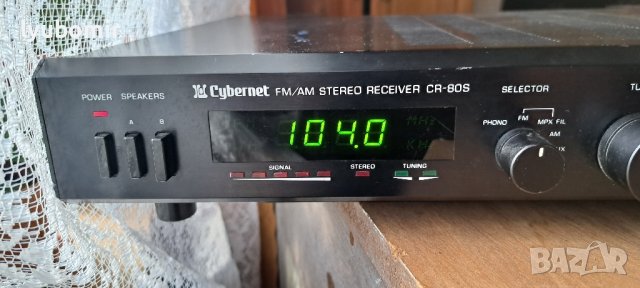 lyubomir
POWER SPEAKERS
A B
Cybernet FM/AM STEREO RECEIVER CR-80S
104.0
MHz
SIGNAL STEREO TUNING
SELECTOR
PHONO FM MPX FIL
AM
TU
BAZAR